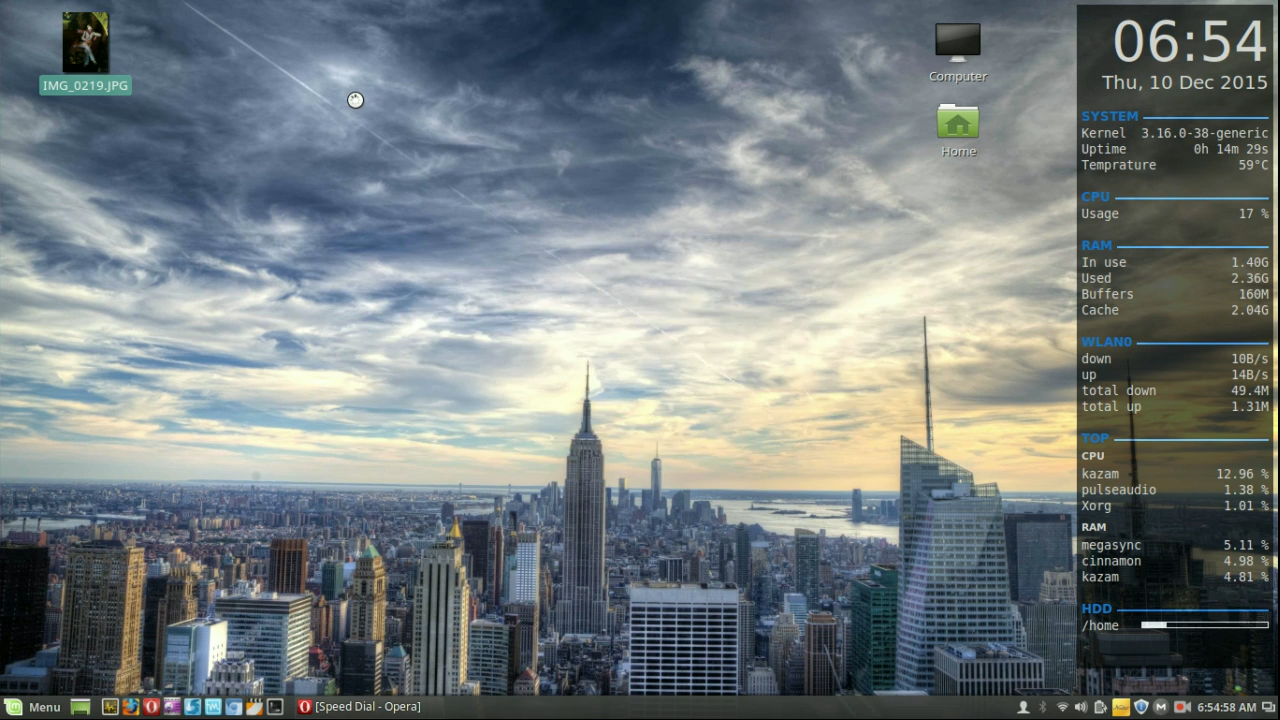 IMG_0219.JPG
Computer
Home
06:54
Thu, 10 Dec 2015
SYSTEM
Kernel 3.16.0-38-generic
Uptime 0h 14m 29s
Temprature 59°C
CPU
Usage 17 %
RAM
In use 1.40G
Used 2.36G
Buffers 160M
Cache 2.04G
WLAN0
down 10B/s
up 14B/s
total down 49.4M
total up 1.31M
TOP
CPU
kazam 12.96 %
pulseaudio 1.38 %
Xorg 1.01 %
RAM
megasync 5.11 %
cinnamon 4.98 %
kazam 4.81 %
HDD
/home
Menu
[Speed Dial - Opera]
6:54:58 AM